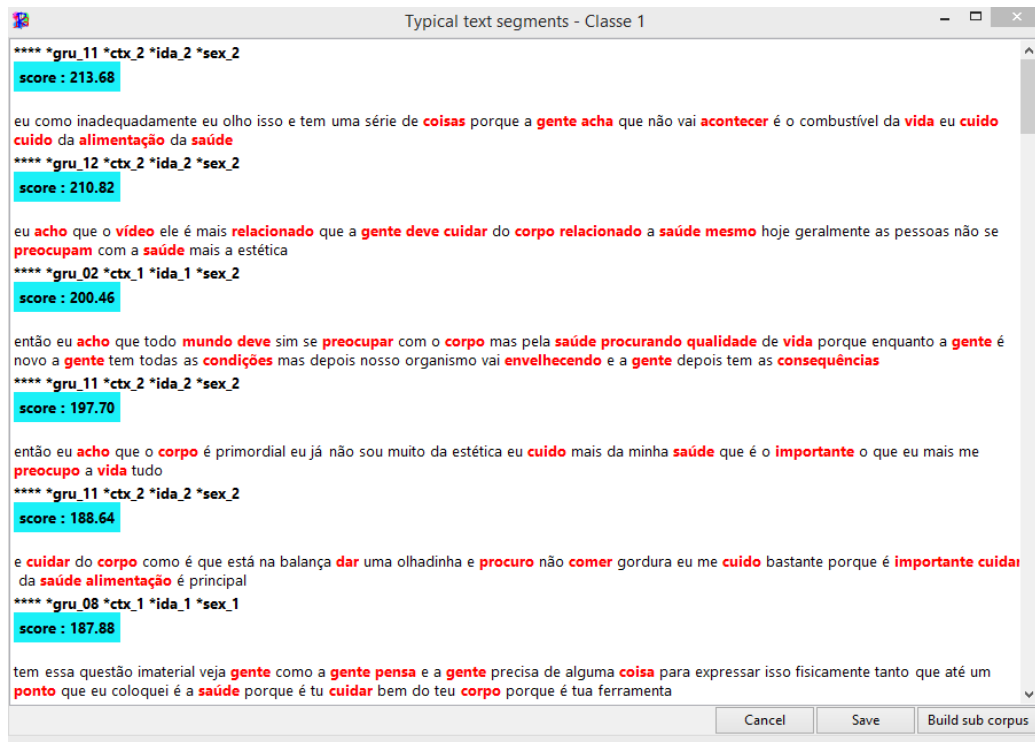 Typical text segments - Classe 1
**** *gru_11 *ctx_2 *ida_2 *sex_2
score : 213.68
eu como inadequadamente eu olho isso e tem uma série de coisas porque a gente acha que não vai acontecer é o combustível da vida eu cuido
cuido da alimentação da saúde
**** *gru_12 *ctx_2 *ida_2 *sex_2
score : 210.82
eu acho que o vídeo ele é mais relacionado que a gente deve cuidar do corpo relacionado a saúde mesmo hoje geralmente as pessoas não se
preocupam com a saúde mais a estética
**** *gru_02 *ctx_1 *ida_1 *sex_2
score : 200.46
então eu acho que todo mundo deve sim se preocupar com o corpo mas pela saúde procurando qualidade de vida porque enquanto a gente é
novo a gente tem todas as condições mas depois nosso organismo vai envelhecendo e a gente depois tem as consequências
**** *gru_11 *ctx_2 *ida_2 *sex_2
score : 197.70
então eu acho que o corpo é primordial eu já não sou muito da estética eu cuido mais da minha saúde que é o importante o que eu mais me
preocupo a vida tudo
**** *gru_11 *ctx_2 *ida_2 *sex_2
score : 188.64
e cuidar do corpo como é que está na balança dar uma olhadinha e procuro não comer gordura eu me cuido bastante porque é importante cuidar
da saúde alimentação é principal
**** *gru_08 *ctx_1 *ida_1 *sex_1
score : 187.88
tem essa questão imaterial veja gente como a gente pensa e a gente precisa de alguma coisa para expressar isso fisicamente tanto que até um
ponto que eu coloquei é a saúde porque é tu cuidar bem do teu corpo porque é tua ferramenta
Cancel Save Build sub corpus